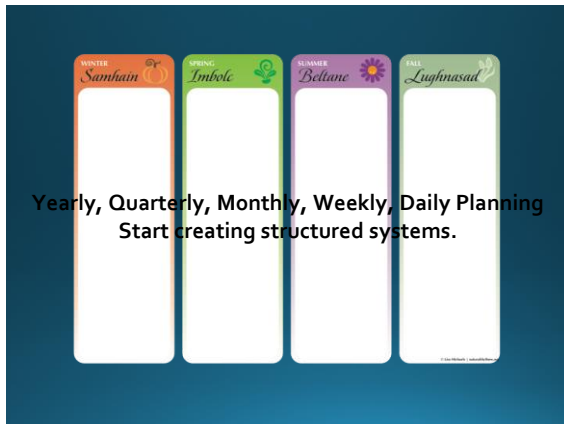 WINTER
Samhain
SPRING
Imbolc
SUMMER
Beltane
FALL
Lughnasad
Yearly, Quarterly, Monthly, Weekly, Daily Planning
Start creating structured systems.